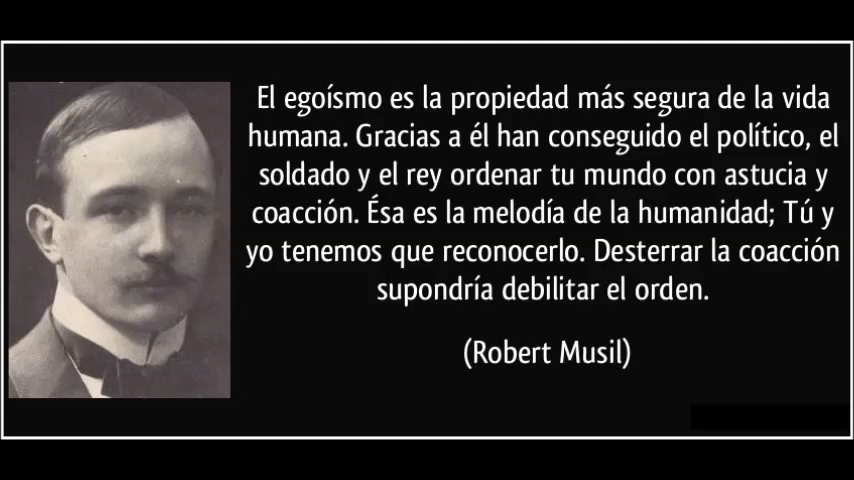 El egoísmo es la propiedad más segura de la vida
humana. Gracias a él han conseguido el político, el
soldado y el rey ordenar tu mundo con astucia y
coacción. Ésa es la melodía de la humanidad; Tú y
yo tenemos que reconocerlo. Desterrar la coacción
supondría debilitar el orden.
(Robert Musil)